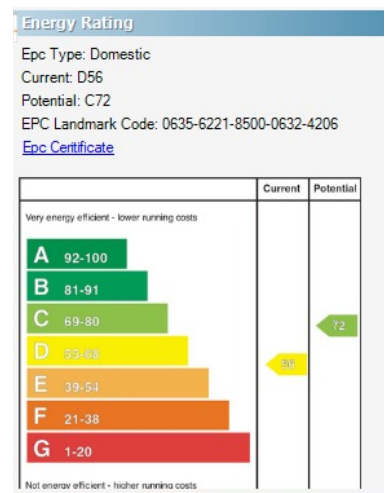 Energy Rating
Epc Type: Domestic
Current: D56
Potential: C72
EPC Landmark Code: 0635-6221-8500-0632-4206
Epc Ceritificate
Current Potential
Very energy efficient - lower running costs
A 92-100
B 81-91
C 69-80
72
D 55-68
56
E 39-54
F 21-38
G 1-20
Not energy efficient - higher running costs